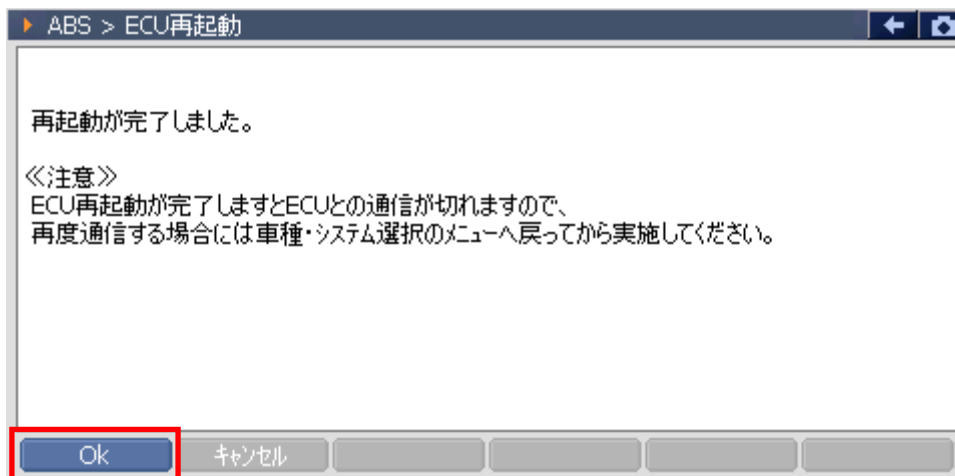 ABS > ECU再起動
再起動が完了しました。
≪注意≫
ECU再起動が完了しますとECUとの通信が切れますので、
再度通信する場合には車種・システム選択のメニューへ戻ってから実施してください。
Ok キャンセル